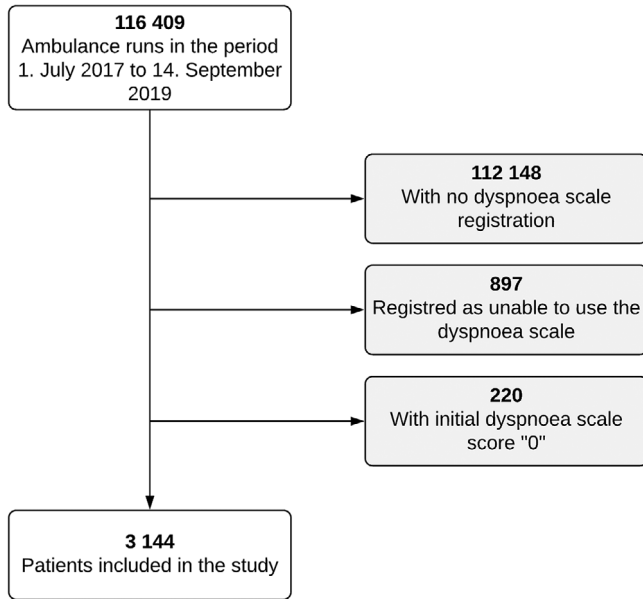 116 409
Ambulance runs in the period
1. July 2017 to 14. September
2019
112 148
With no dyspnoea scale
registration
897
Registred as unable to use the
dyspnoea scale
220
With initial dyspnoea scale
score "0"
3 144
Patients included in the study